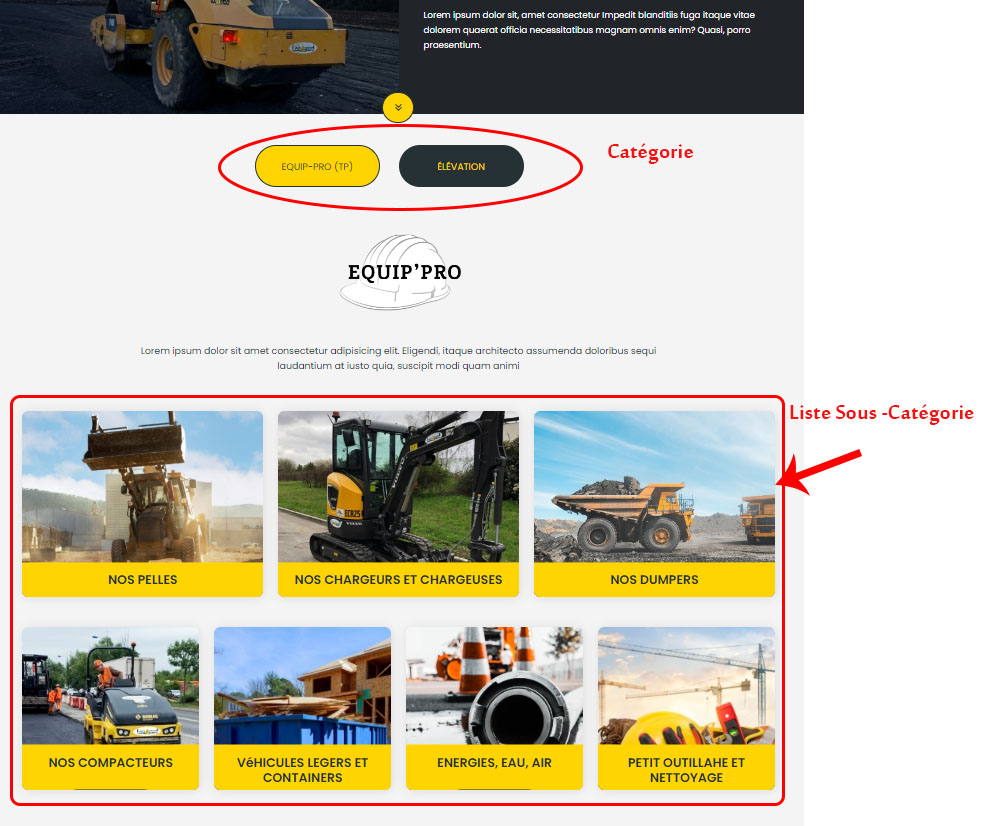 Lorem ipsum dolor sit, amet consectetur Impedit blanditiis fuga itaque vitae
dolorem quaerat officia necessitatibus magnam omnis enim? Quasi, porro
praesentium.
EQUIP-PRO (TP)
ÉLÉVATION
Catégorie
EQUIP'PRO
Lorem ipsum dolor sit amet consectetur adipisicing elit. Eligendi, itaque architecto assumenda doloribus sequi
laudantium at iusto quia, suscipit modi quam animi
Liste Sous -Catégorie
ECR25
VOLVO
NOS PELLES
NOS CHARGEURS ET CHARGEUSES
NOS DUMPERS
NOS COMPACTEURS
VéHICULES LEGERS ET
CONTAINERS
ENERGIES, EAU, AIR
PETIT OUTILLAHE ET
NETTOYAGE